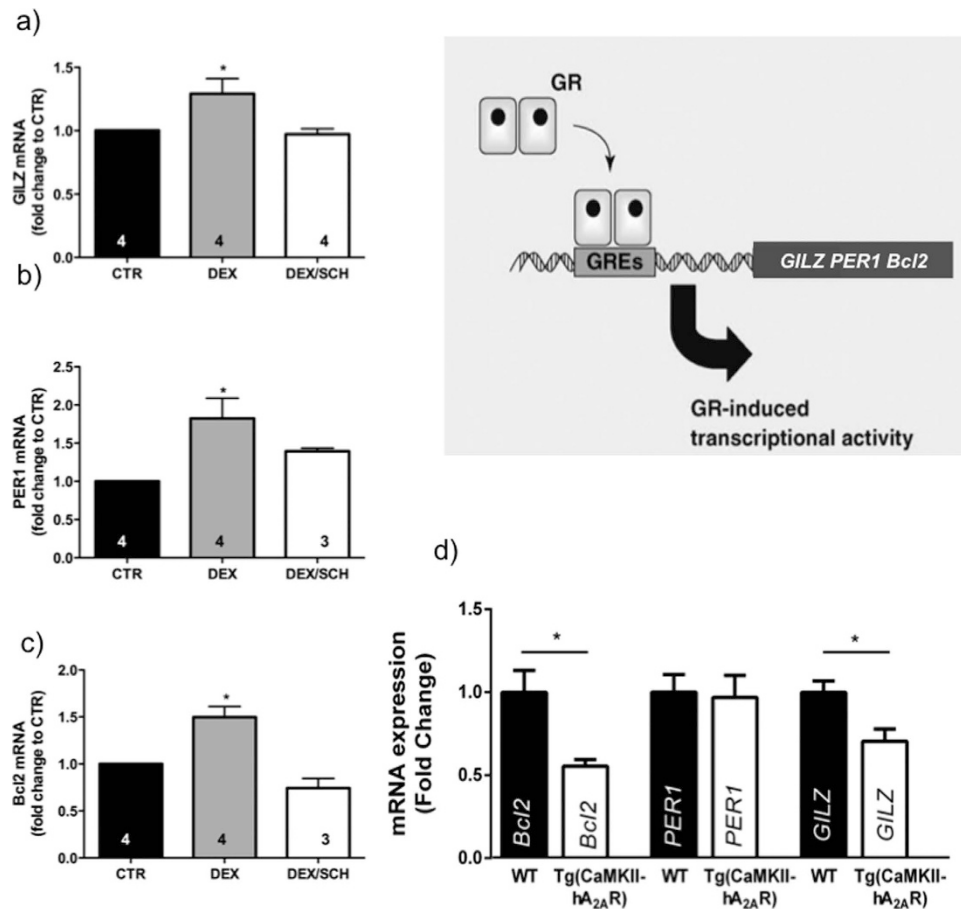 a)
GILZ mRNA
(fold change to CTR)
1.5
1.0
0.5
0.0
*
4
4
4
CTR
DEX
DEX/SCH
GR
GREs
GILZ PER1 Bcl2
GR-induced
transcriptional activity
b)
PER1 mRNA
(fold change to CTR)
2.5
2.0
1.5
1.0
0.5
0.0
*
4
4
3
CTR
DEX
DEX/SCH
c)
Bcl2 mRNA
(fold change to CTR)
2.0
1.5
1.0
0.5
0.0
*
4
4
3
CTR
DEX
DEX/SCH
d)
mRNA expression
(Fold Change)
1.5
1.0
0.5
0.0
*
*
Bcl2
Bcl2
PER1
PER1
GILZ
GILZ
WT
Tg(CaMKII-
hA2AR)
WT
Tg(CaMKII-
hA2AR)
WT
Tg(CaMKII-
hA2AR)